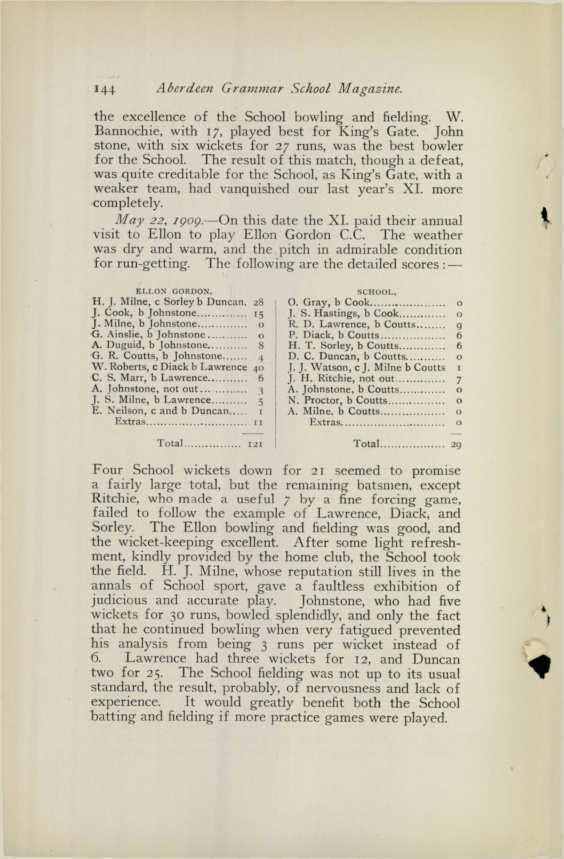 144 Aberdeen Grammar School Magazine.
the excellence of the School bowling and fielding. W.
Bannochie, with 17, played best for King's Gate. John
stone, with six wickets for 27 runs, was the best bowler
for the School. The result of this match, though a defeat,
was quite creditable for the School, as King's Gate, with a
weaker team, had vanquished our last year's XI. more
completely.
May 22, 1909.—On this date the XI. paid their annual
visit to Ellon to play Ellon Gordon C.C. The weather
was dry and warm, and the pitch in admirable condition
for run-getting. The following are the detailed scores :—
ELLON GORDON.
H. J. Milne, c Sorley b Duncan. 28
J. Cook, b Johnstone.............. 15
J. Milne, b Johnstone............. 0
G. Ainslie, b Johnstone........... 0
A. Duguid, b Johnstone........... 8
G. R. Coutts, b Johnstone....... 4
W. Roberts, c Diack b Lawrence 40
C. S. Marr, b Lawrence........... 6
A. Johnstone, not out............. 3
J. S. Milne, b Lawrence.......... 5
E. Neilson, c and b Duncan..... 1
Extras............................ 11
Total................ 121
SCHOOL.
O. Gray, b Cook..................... 0
J. S. Hastings, b Cook............. 0
R. D. Lawrence, b Coutts........ 9
P. Diack, b Coutts.................. 6
H. T. Sorley, b Coutts............. 6
D. C. Duncan, b Coutts........... 0
J. J. Watson, c J. Milne b Coutts 1
J. H. Ritchie, not out.............. 7
A. Johnstone, b Coutts............. 0
N. Proctor, b Coutts................ 0
A. Milne, b Coutts.................. 0
Extras............................. 0
Total.................. 29
Four School wickets down for 21 seemed to promise
a fairly large total, but the remaining batsmen, except
Ritchie, who made a useful 7 by a fine forcing game,
failed to follow the example of Lawrence, Diack, and
Sorley. The Ellon bowling and fielding was good, and
the wicket-keeping excellent. After some light refresh-
ment, kindly provided by the home club, the School took
the field. H. J. Milne, whose reputation still lives in the
annals of School sport, gave a faultless exhibition of
judicious and accurate play. Johnstone, who had five
wickets for 30 runs, bowled splendidly, and only the fact
that he continued bowling when very fatigued prevented
his analysis from being 3 runs per wicket instead of
6. Lawrence had three wickets for 12, and Duncan
two for 25. The School fielding was not up to its usual
standard, the result, probably, of nervousness and lack of
experience. It would greatly benefit both the School
batting and fielding if more practice games were played.